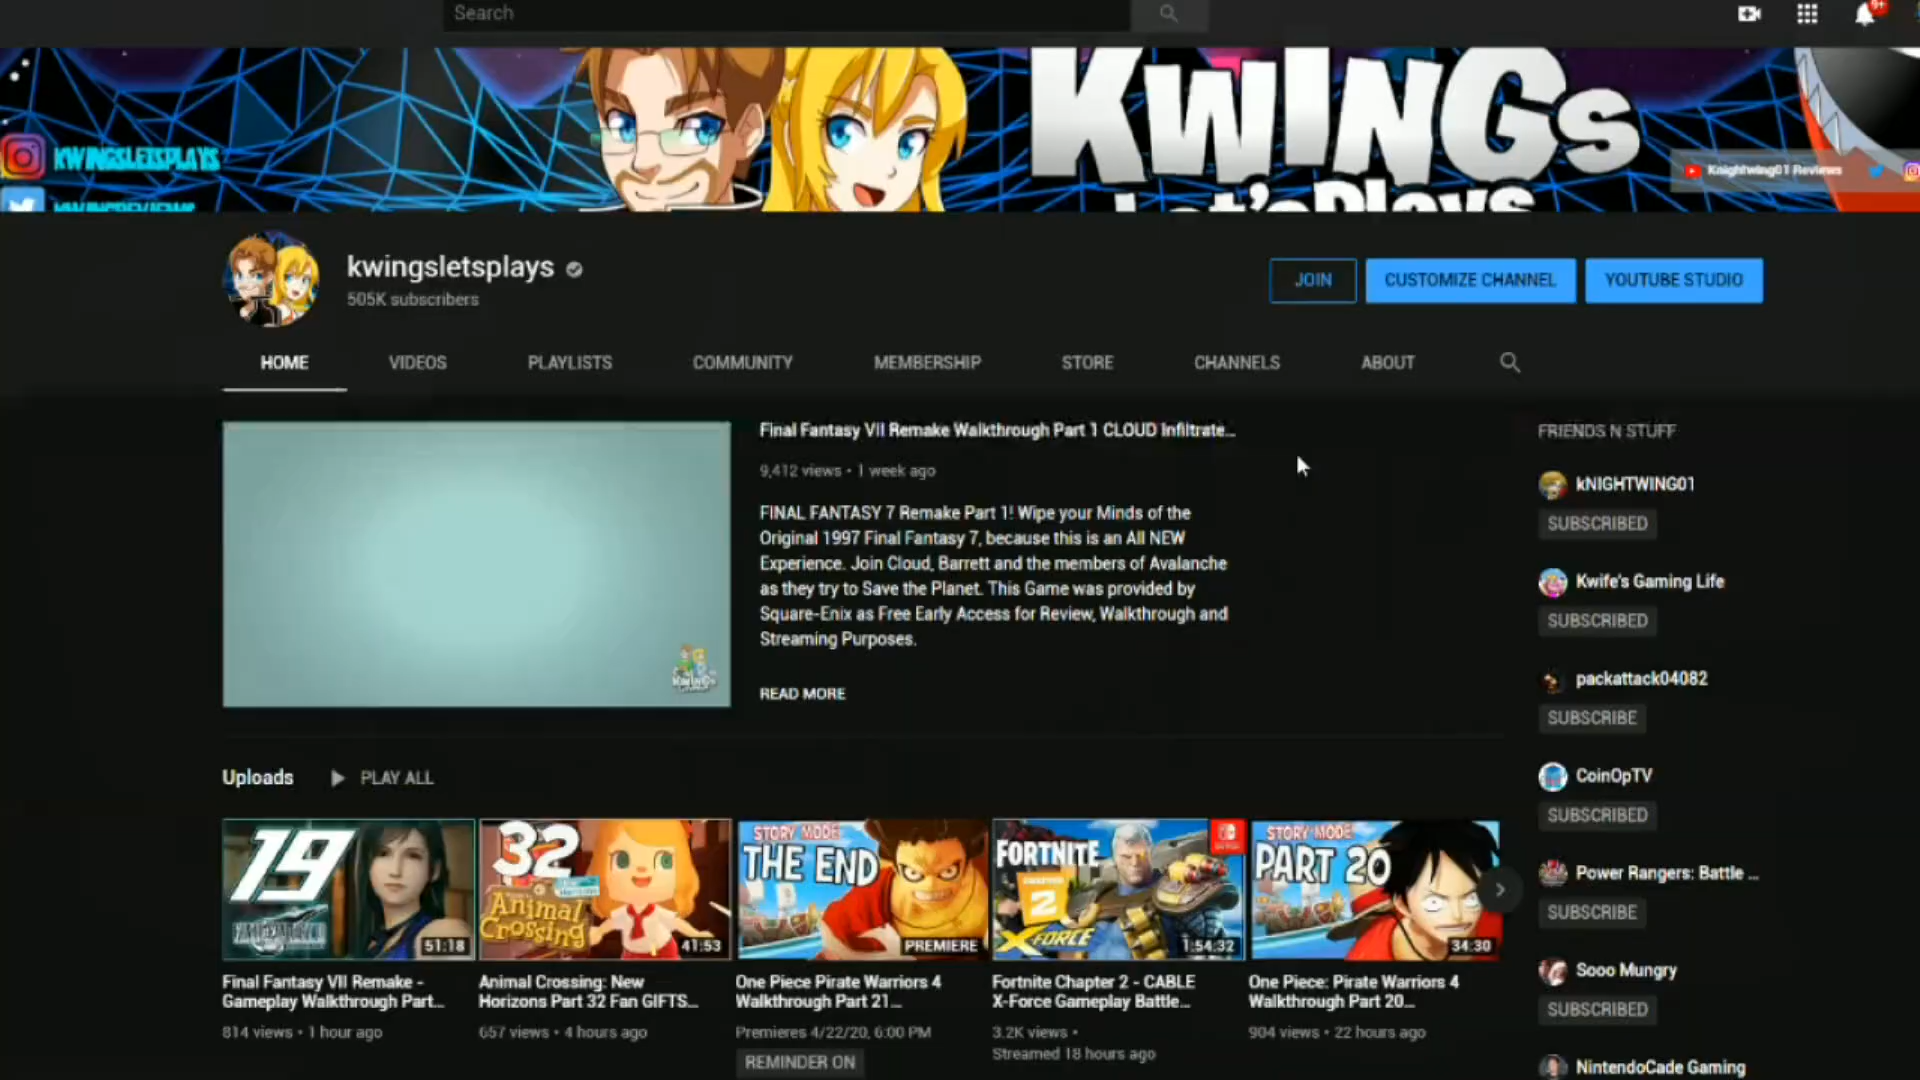 Search
9+
KWINGSLETSPLAYS
KWINGs
Let'sPlays
Knightwing01 Reviews
kwingsletsplays
505K subscribers
JOIN
CUSTOMIZE CHANNEL
YOUTUBE STUDIO
HOME
VIDEOS
PLAYLISTS
COMMUNITY
MEMBERSHIP
STORE
CHANNELS
ABOUT
Final Fantasy VII Remake Walkthrough Part 1 CLOUD Infiltrate...
9,412 views • 1 week ago
FINAL FANTASY 7 Remake Part 1! Wipe your Minds of the
Original 1997 Final Fantasy 7, because this is an All NEW
Experience. Join Cloud, Barrett and the members of Avalanche
as they try to Save the Planet. This Game was provided by
Square-Enix as Free Early Access for Review, Walkthrough and
Streaming Purposes.
READ MORE
KWINGs
FRIENDS N STUFF
kNIGHTWING01
SUBSCRIBED
Kwife's Gaming Life
SUBSCRIBED
packattack04082
SUBSCRIBE
CoinOpTV
SUBSCRIBED
Power Rangers: Battle ...
SUBSCRIBE
Sooo Mungry
SUBSCRIBED
NintendoCade Gaming
Uploads
PLAY ALL
19
51:18
Final Fantasy VII Remake -
Gameplay Walkthrough Part...
814 views • 1 hour ago
32
Animal
Crossing
41:53
Animal Crossing: New
Horizons Part 32 Fan GIFTS...
657 views • 4 hours ago
STORY MODE
THE END
PREMIERE
One Piece Pirate Warriors 4
Walkthrough Part 21...
Premieres 4/22/20, 6:00 PM
REMINDER ON
FORTNITE
CHAPTER
2
X-FORCE
1:54:32
Fortnite Chapter 2 - CABLE
X-Force Gameplay Battle...
3.2K views •
Streamed 18 hours ago
STORY MODE
PART 20
34:30
One Piece: Pirate Warriors 4
Walkthrough Part 20...
904 views • 22 hours ago